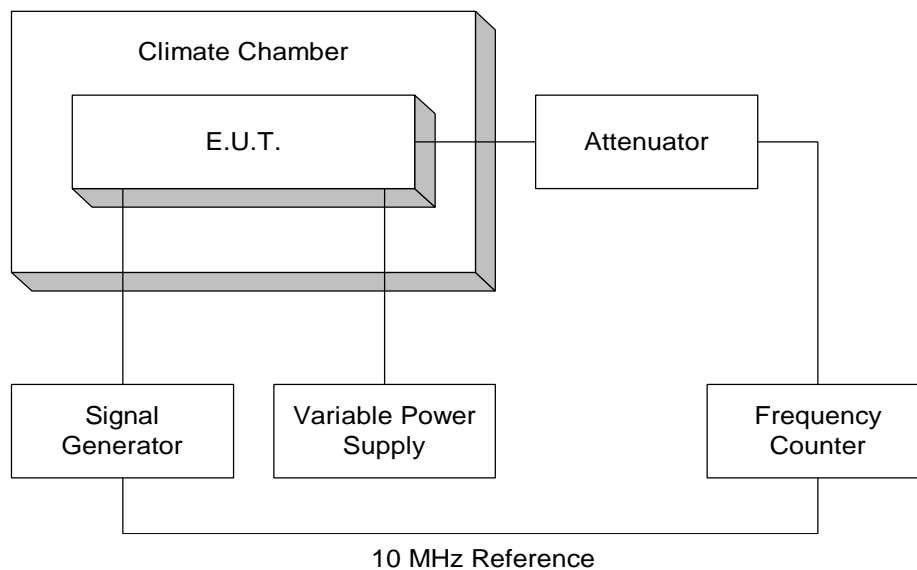 Climate Chamber
E.U.T.
Attenuator
Signal
Generator
Variable Power
Supply
Frequency
Counter
10 MHz Reference